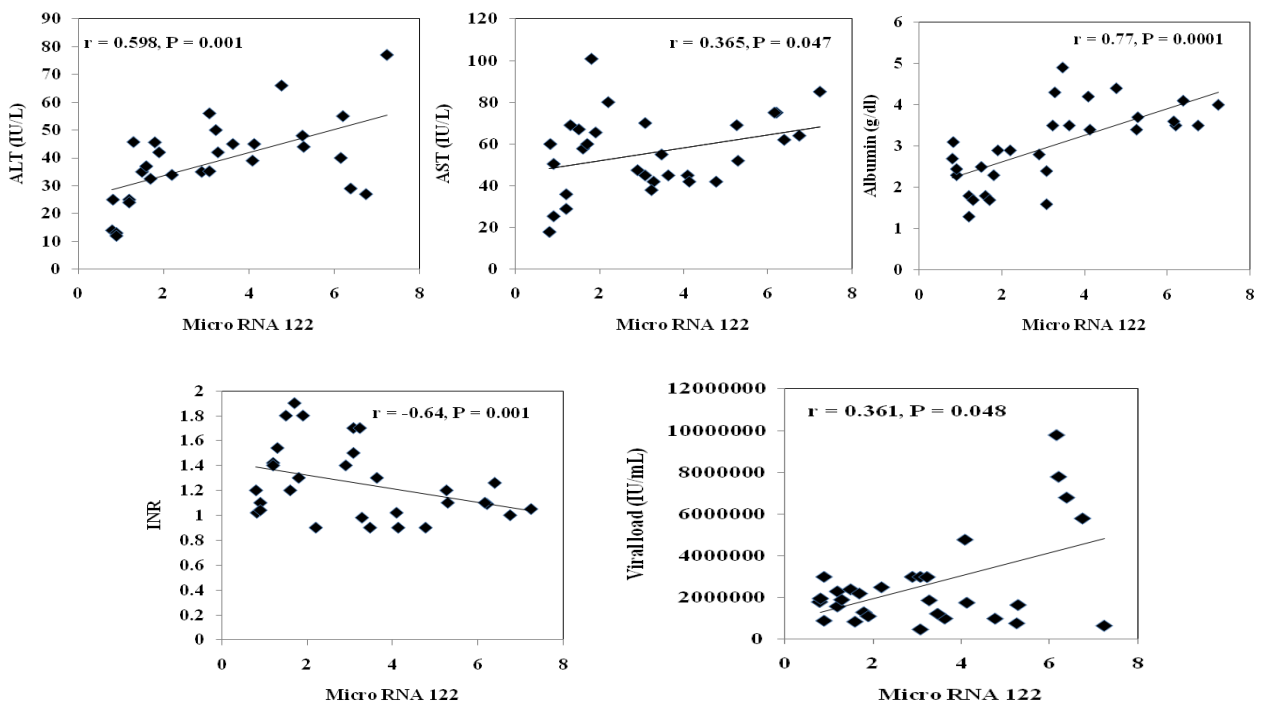 r = 0.598, P = 0.001
ALT (IU/L)
90
80
70
60
50
40
30
20
10
0
0 2 4 6 8
Micro RNA 122
r = 0.365, P = 0.047
AST (IU/L)
120
100
80
60
40
20
0
0 2 4 6 8
Micro RNA 122
r = 0.77, P = 0.0001
Albumin (g/dl)
6
5
4
3
2
1
0
0 2 4 6 8
Micro RNA 122
r = -0.64, P = 0.001
INR
2
1.8
1.6
1.4
1.2
1
0.8
0.6
0.4
0.2
0
0 2 4 6 8
Micro RNA 122
r = 0.361, P = 0.048
Viralload (IU/mL)
12000000
10000000
8000000
6000000
4000000
2000000
0
0 2 4 6 8
Micro RNA 122